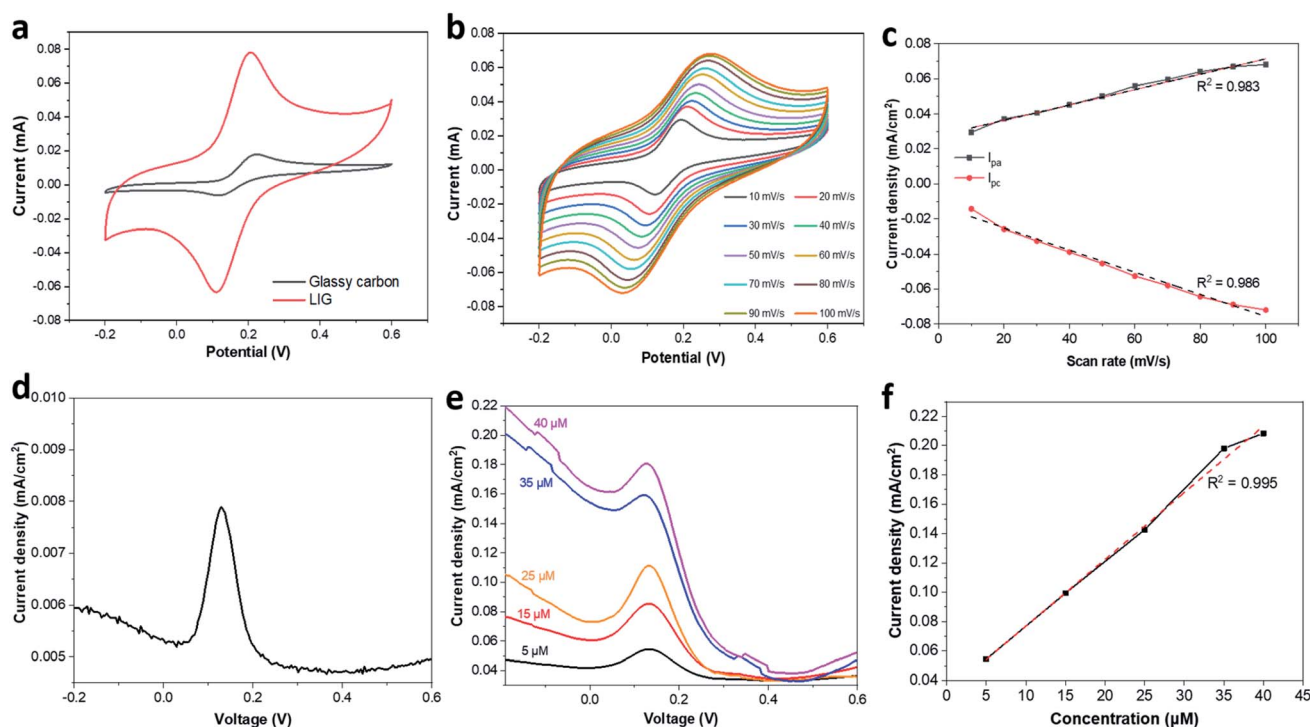 a
0.08
0.06
0.04
0.02
0.00
-0.02
-0.04
-0.06
-0.08
Current (mA)
Glassy carbon
LIG
-0.2 0.0 0.2 0.4 0.6
Potential (V)
b
0.08
0.06
0.04
0.02
0.00
-0.02
-0.04
-0.06
-0.08
Current (mA)
10 mV/s 20 mV/s
30 mV/s 40 mV/s
50 mV/s 60 mV/s
70 mV/s 80 mV/s
90 mV/s 100 mV/s
-0.2 0.0 0.2 0.4 0.6
Potential (V)
c
0.08
0.06
0.04
0.02
0.00
-0.02
-0.04
-0.06
-0.08
Current density (mA/cm²)
R² = 0.983
Ipa
Ipc
R² = 0.986
0 20 40 60 80 100
Scan rate (mV/s)
d
0.010
0.009
0.008
0.007
0.006
0.005
Current density (mA/cm²)
-0.2 0.0 0.2 0.4 0.6
Voltage (V)
e
0.22
0.20
0.18
0.16
0.14
0.12
0.10
0.08
0.06
0.04
Current density (mA/cm²)
40 µM
35 µM
25 µM
15 µM
5 µM
0.0 0.2 0.4 0.6
Voltage (V)
f
0.22
0.20
0.18
0.16
0.14
0.12
0.10
0.08
0.06
0.04
Current density (mA/cm²)
R² = 0.995
0 5 10 15 20 25 30 35 40 45
Concentration (µM)